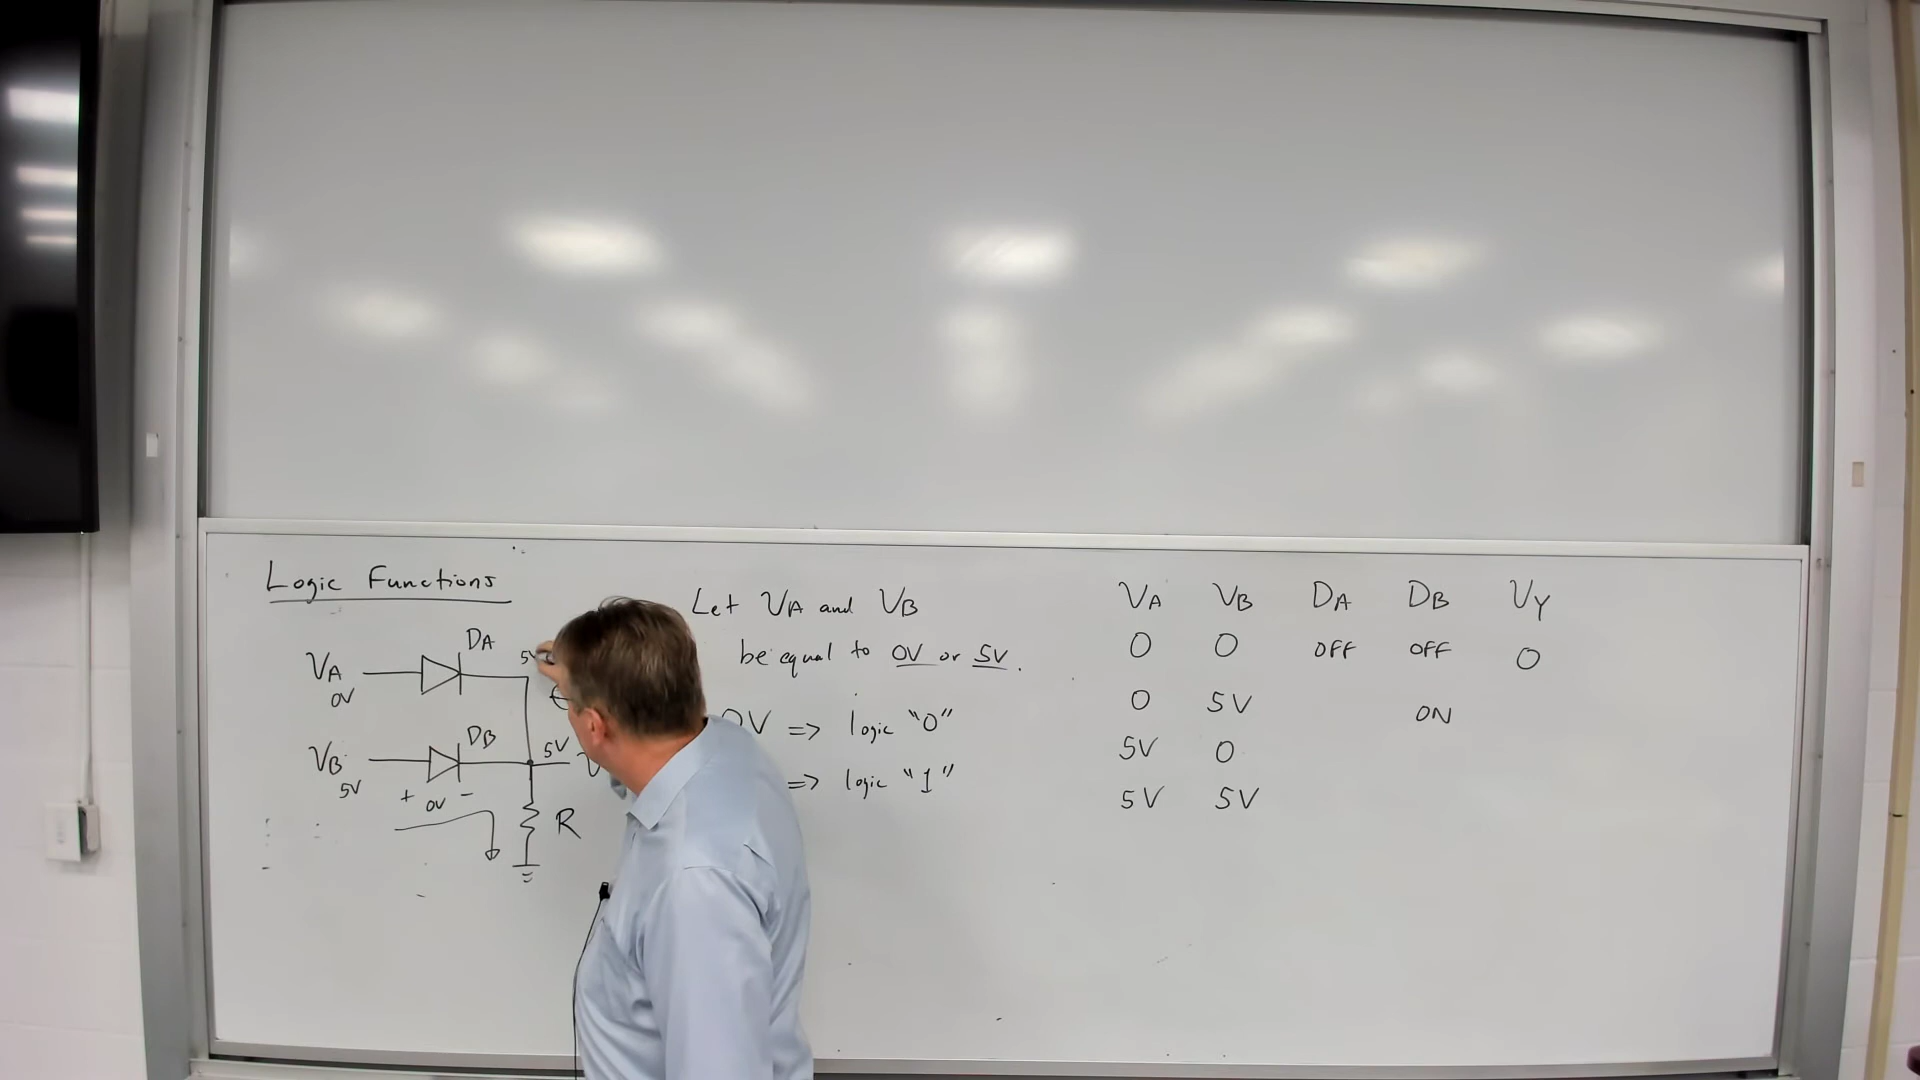 Logic Functions
VA
0V
DA
5V
VB
5V
DB
5V
+ 0V -
R
Let VA and VB
be equal to 0V or 5V.
0V => logic "0"
=> logic "1"
VA VB DA DB VY
0 0 OFF OFF 0
0 5V ON
5V 0
5V 5V